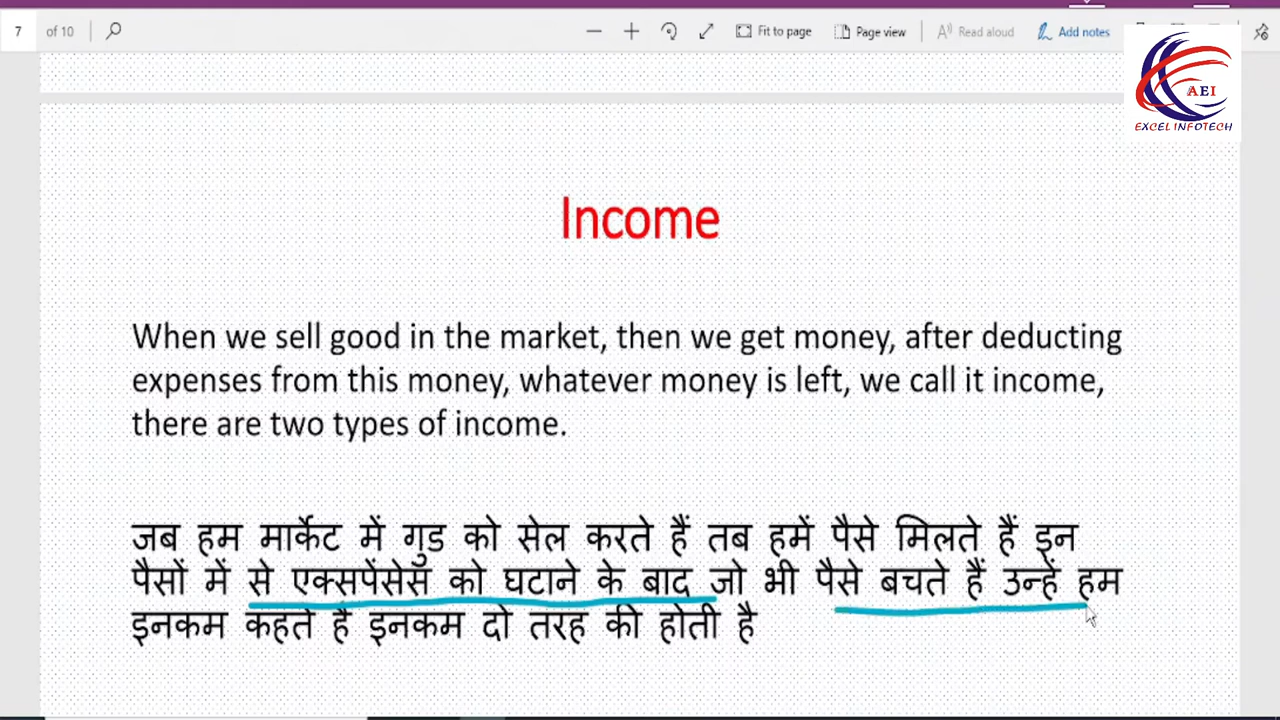 7 of 10 Fit to page Page view Read aloud Add notes
AEI
EXCEL INFOTECH
Income
When we sell good in the market, then we get money, after deducting
expenses from this money, whatever money is left, we call it income,
there are two types of income.
जब हम मार्केट में गुड को सेल करते हैं तब हमें पैसे मिलते हैं इन
पैसों में से एक्सपेंसेस को घटाने के बाद जो भी पैसे बचते हैं उन्हें हम
इनकम कहते हैं इनकम दो तरह की होती है